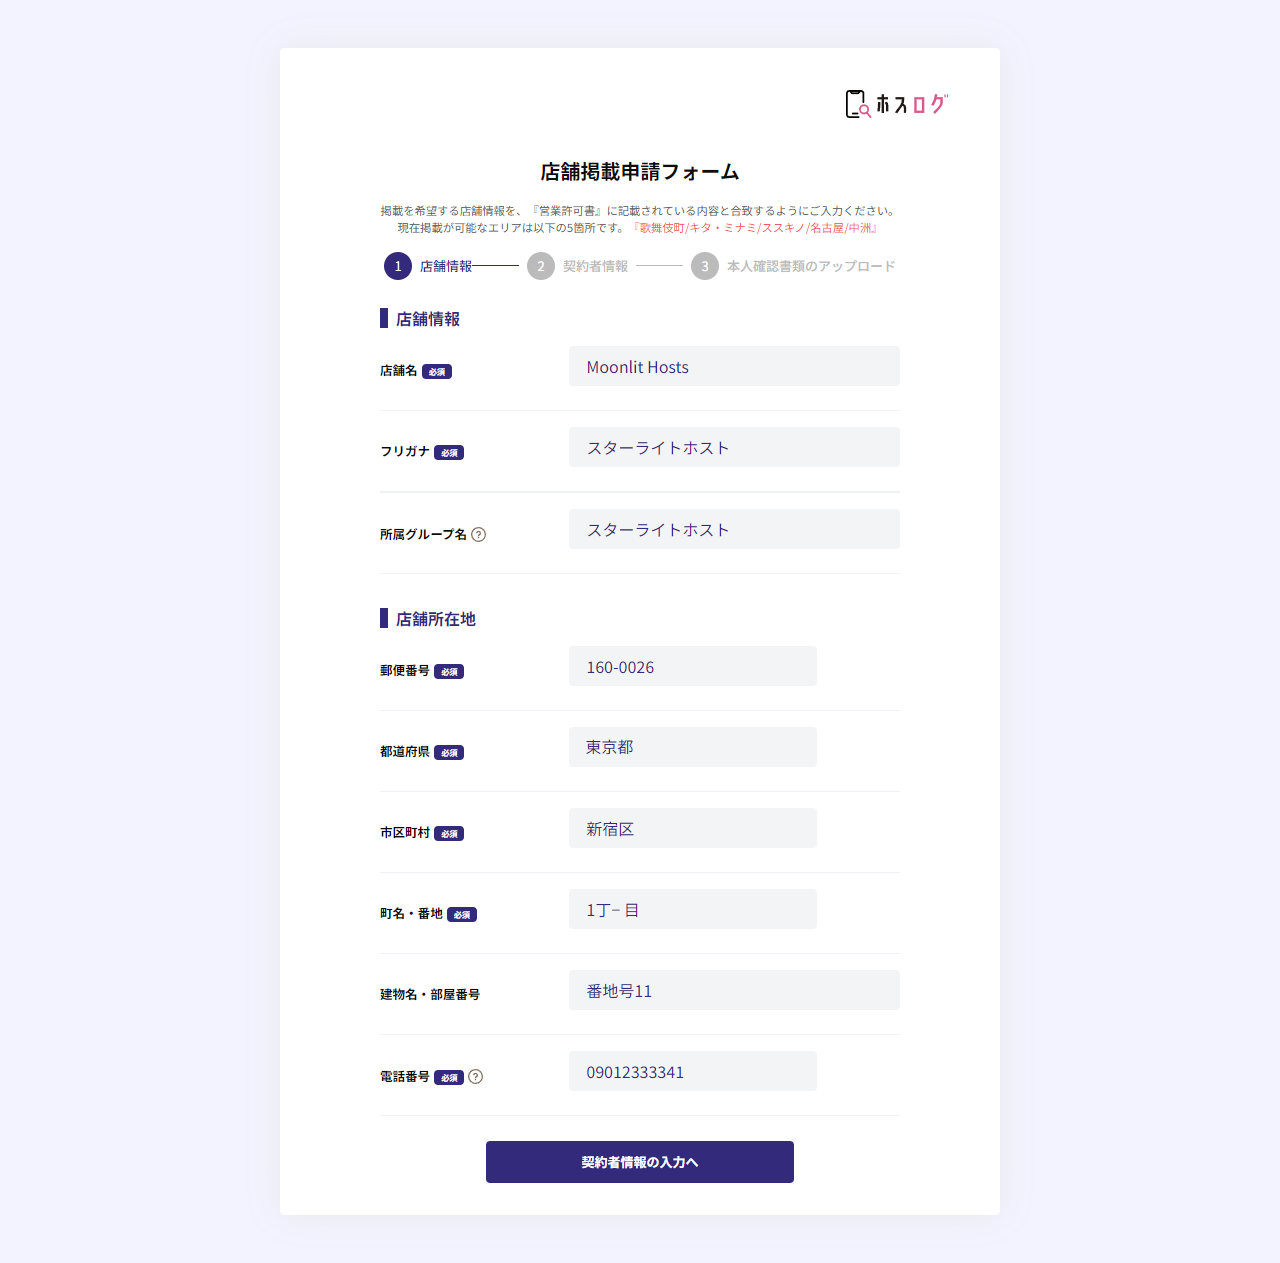 ホスログ
店舗掲載申請フォーム
掲載を希望する店舗情報を、『営業許可書』に記載されている内容と合致するようにご入力ください。
現在掲載が可能なエリアは以下の5箇所です。『歌舞伎町/キタ・ミナミ/ススキノ/名古屋/中洲』
1 店舗情報 2 契約者情報 3 本人確認書類のアップロード
店舗情報
店舗名 必須 Moonlit Hosts
フリガナ 必須 スターライトホスト
所属グループ名 ? スターライトホスト
店舗所在地
郵便番号 必須 160-0026
都道府県 必須 東京都
市区町村 必須 新宿区
町名・番地 必須 1丁− 目
建物名・部屋番号 番地号11
電話番号 必須 ? 09012333341
契約者情報の入力へ